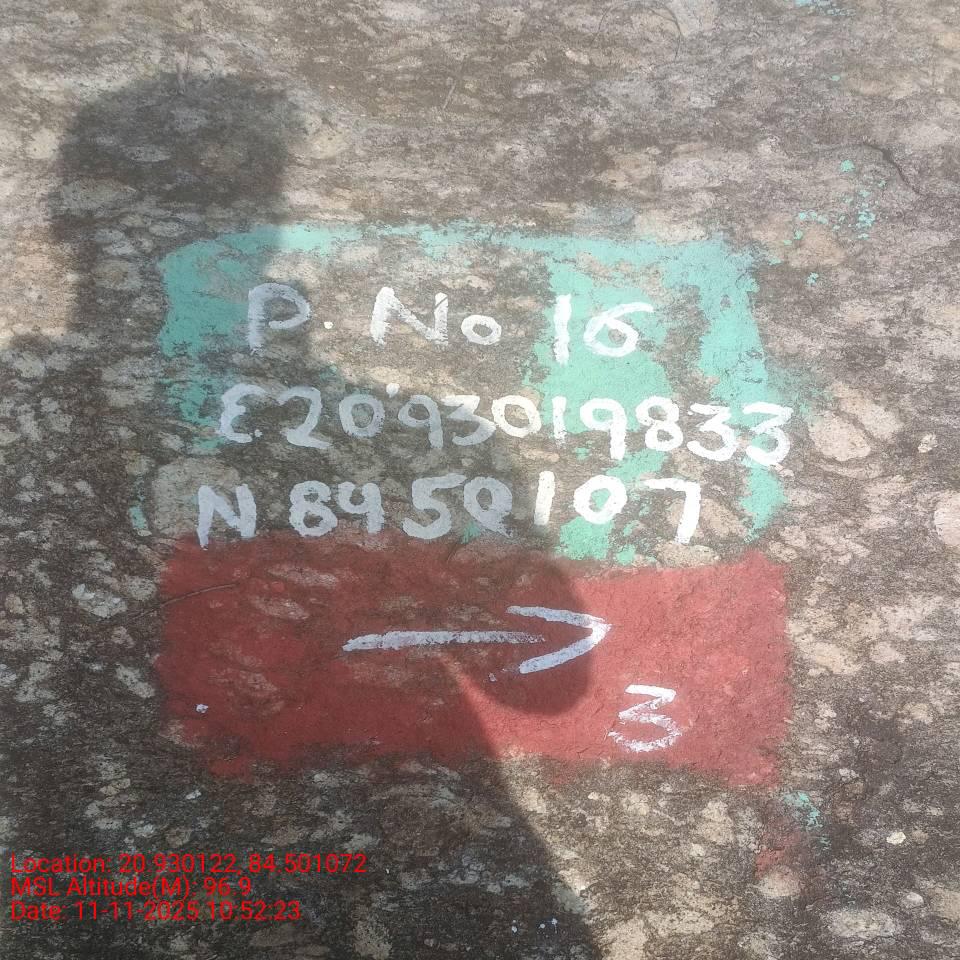 P. No 16
E.20°93019833
N 8450107
3
Location: 20.930122, 84.501072
MSL Altitude(M): 96.9
Date: 11-11-2025 10:52:23